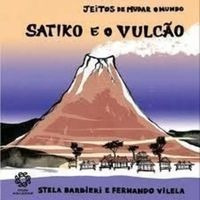 JEITOS DE MUDAR O MUNDO
SATIKO E O VULCÃO
STELA BARBIERI E FERNANDO VILELA